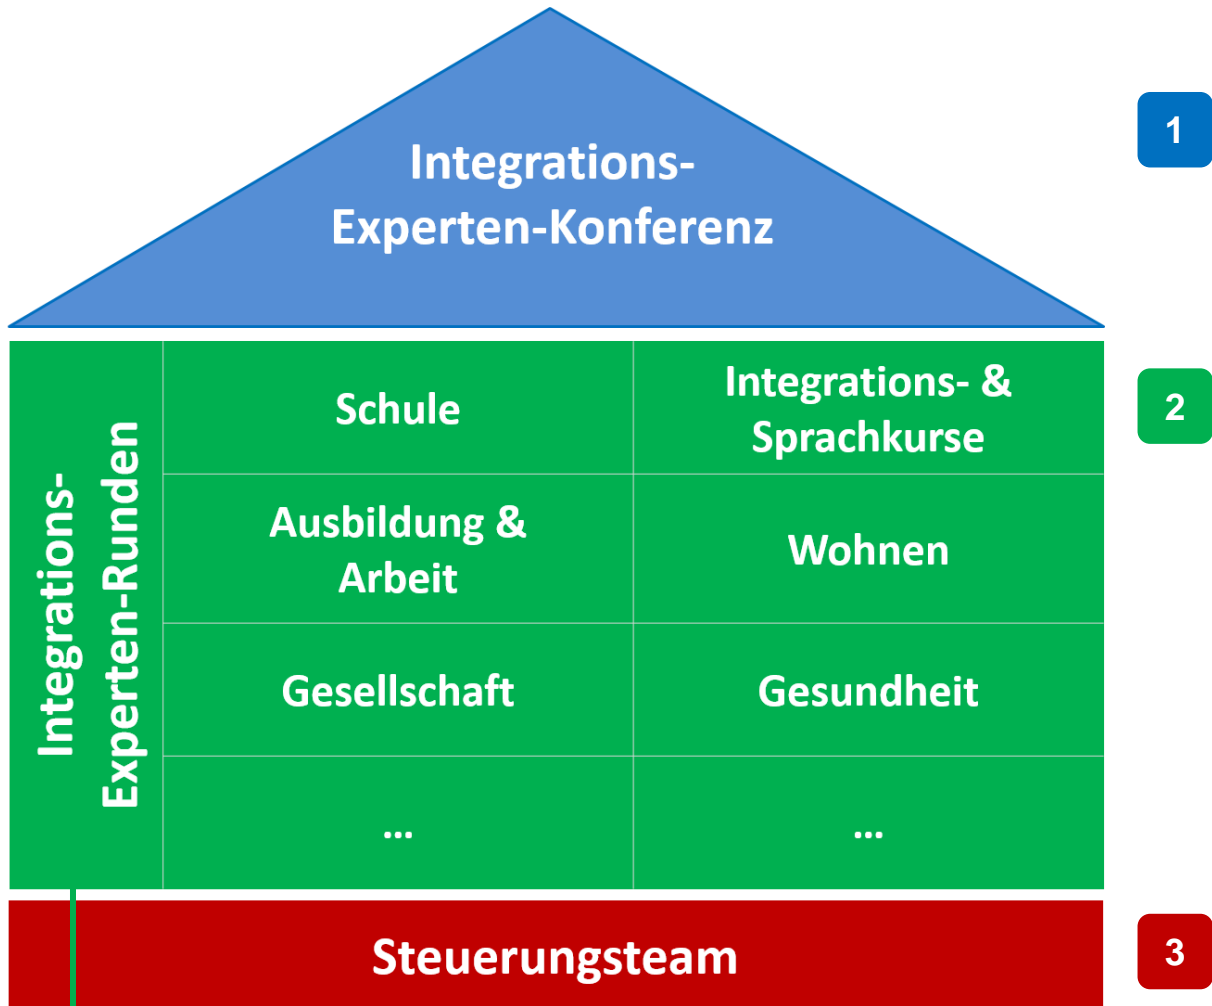 Integrations-
Experten-Konferenz
1
Integrations-
Experten-Runden
Schule
Integrations- &
Sprachkurse
2
Ausbildung &
Arbeit
Wohnen
Gesellschaft
Gesundheit
...
...
Steuerungsteam
3